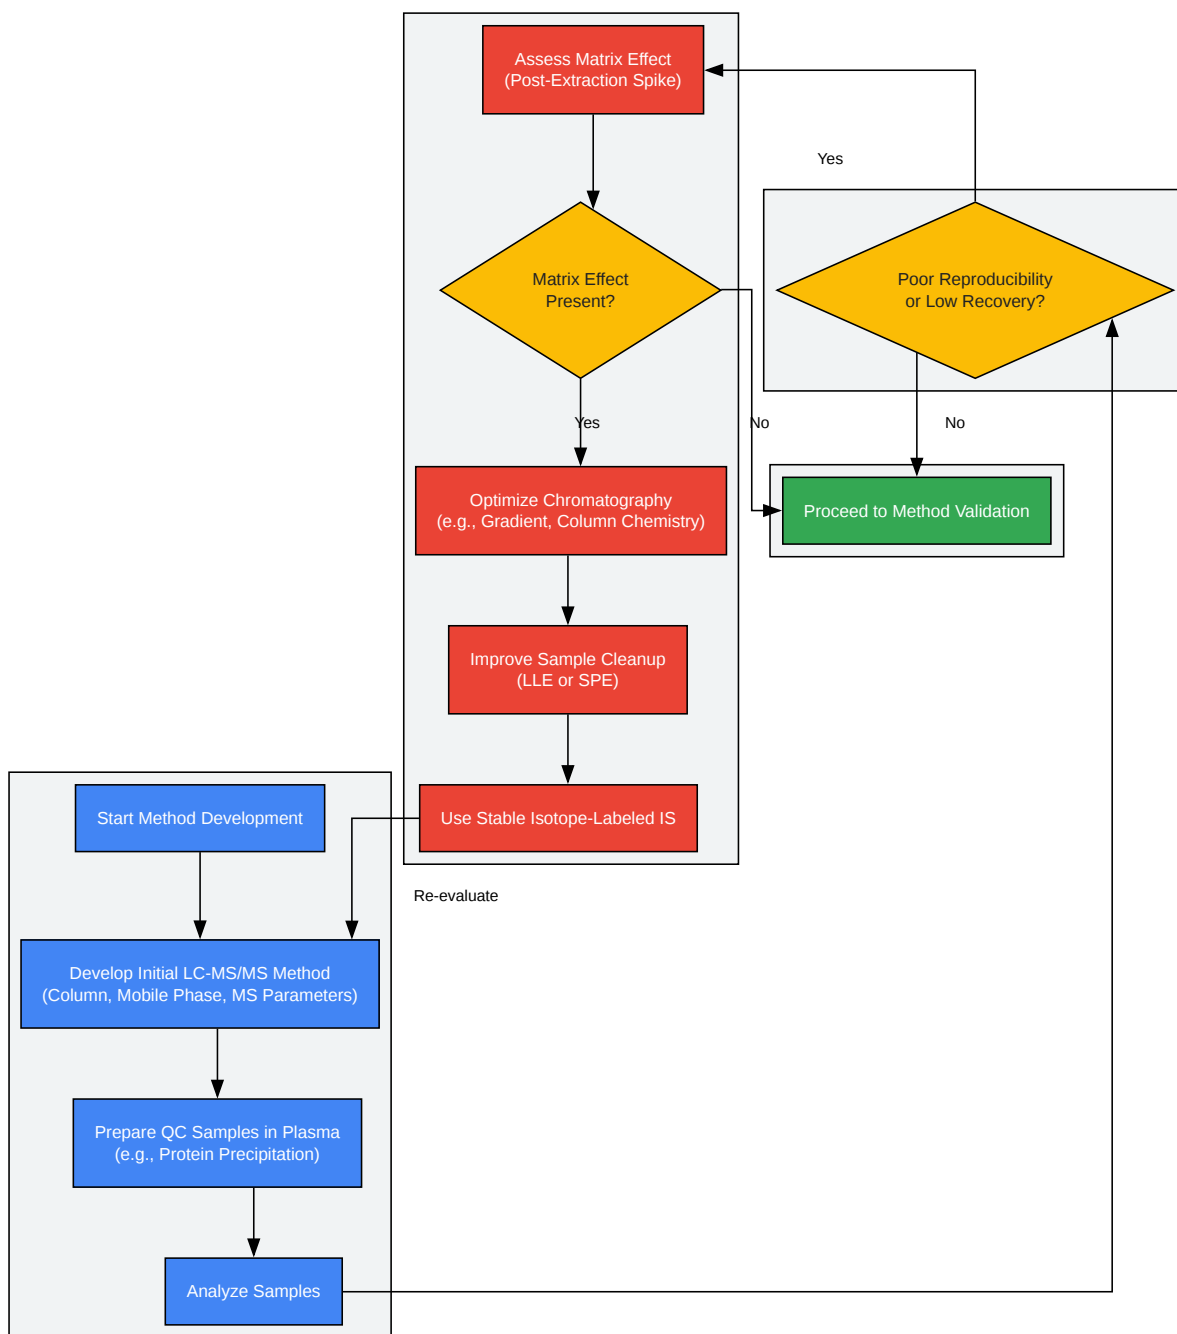 Assess Matrix Effect
(Post-Extraction Spike)
Yes
Matrix Effect
Present?
Poor Reproducibility
or Low Recovery?
Yes
No
No
Optimize Chromatography
(e.g., Gradient, Column Chemistry)
Proceed to Method Validation
Improve Sample Cleanup
(LLE or SPE)
Start Method Development
Use Stable Isotope-Labeled IS
Re-evaluate
Develop Initial LC-MS/MS Method
(Column, Mobile Phase, MS Parameters)
Prepare QC Samples in Plasma
(e.g., Protein Precipitation)
Analyze Samples